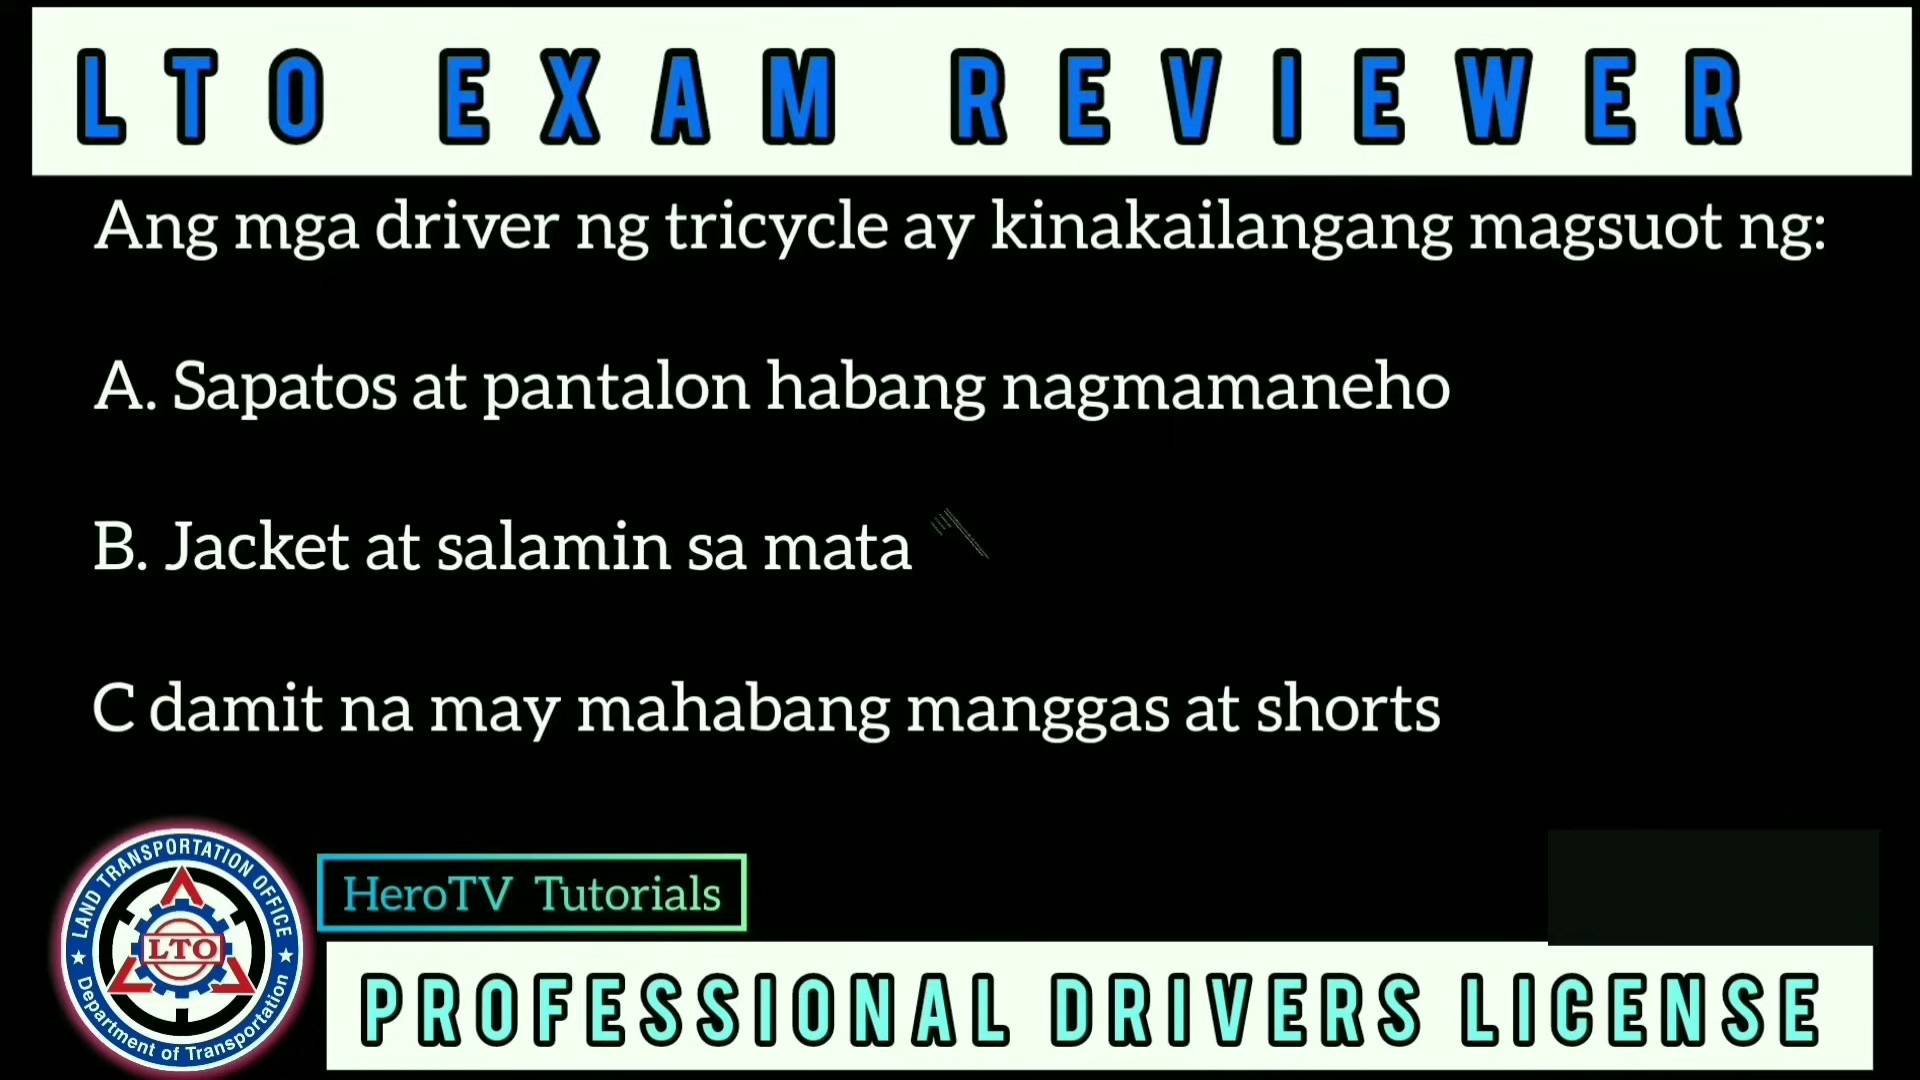 LTO EXAM REVIEWER
Ang mga driver ng tricycle ay kinakailangang magsuot ng:
A. Sapatos at pantalon habang nagmamaneho
B. Jacket at salamin sa mata
C damit na may mahabang manggas at shorts
LAND TRANSPORTATION OFFICE
LTO
Department of Transportation
HeroTV Tutorials
PROFESSIONAL DRIVERS LICENSE